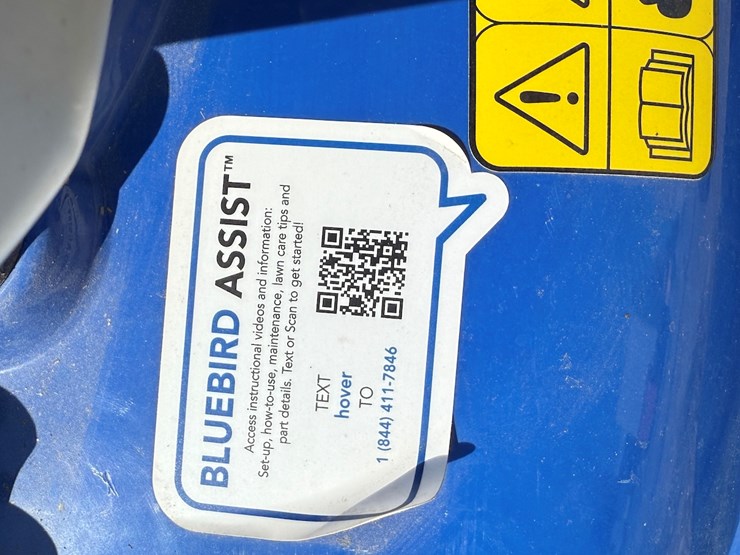 BLUEBIRD ASSIST™
Access instructional videos and information:
Set-up, how-to-use, maintenance, lawn care tips and
part details. Text or Scan to get started!
TEXT
hover
TO
1 (844) 411-7846